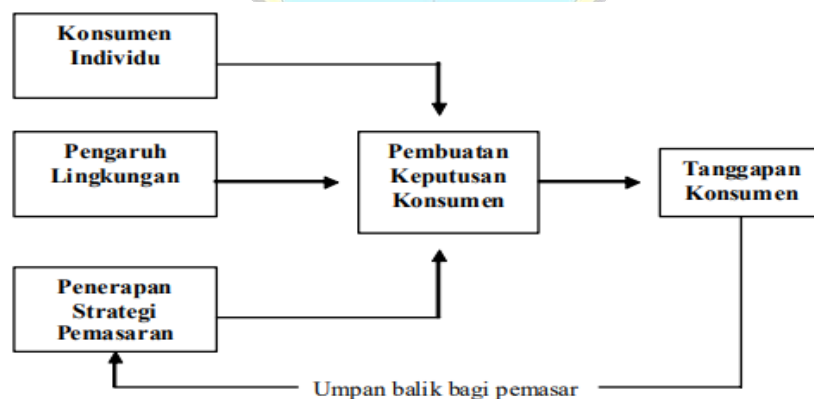 Konsumen
Individu
Pengaruh
Lingkungan
Penerapan
Strategi
Pemasaran
Pembuatan
Keputusan
Konsumen
Tanggapan
Konsumen
Umpan balik bagi pemasar